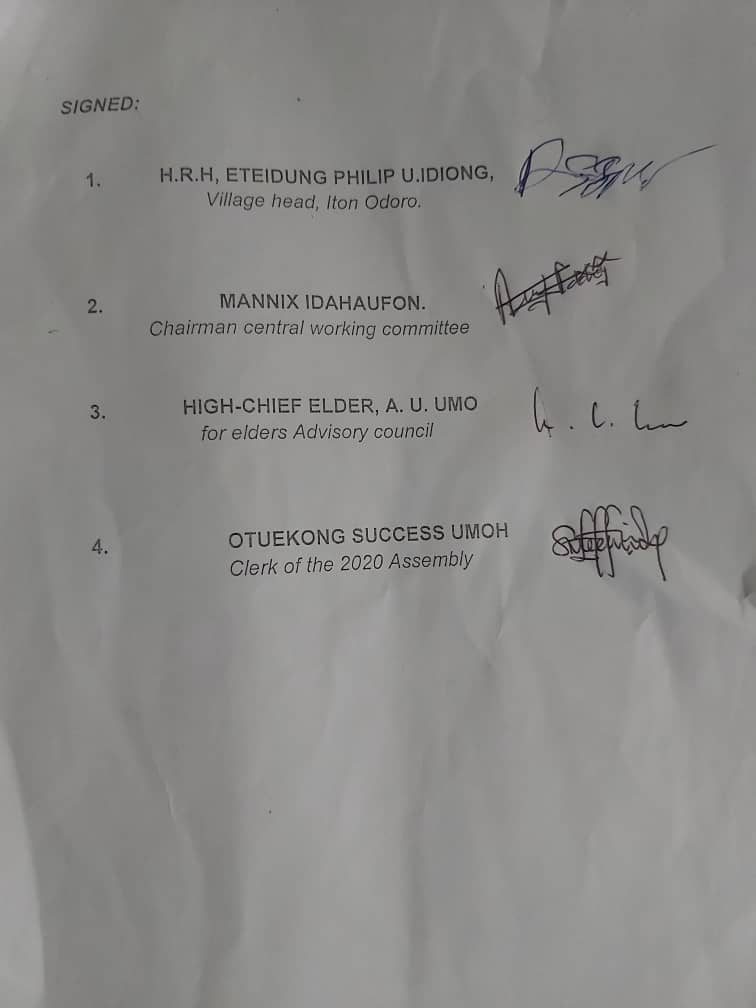 SIGNED:
1. H.R.H, ETEIDUNG PHILIP U.IDIONG,
Village head, Iton Odoro.
2. MANNIX IDAHAUFON.
Chairman central working committee
3. HIGH-CHIEF ELDER, A. U. UMO
for elders Advisory council
4. OTUEKONG SUCCESS UMOH
Clerk of the 2020 Assembly